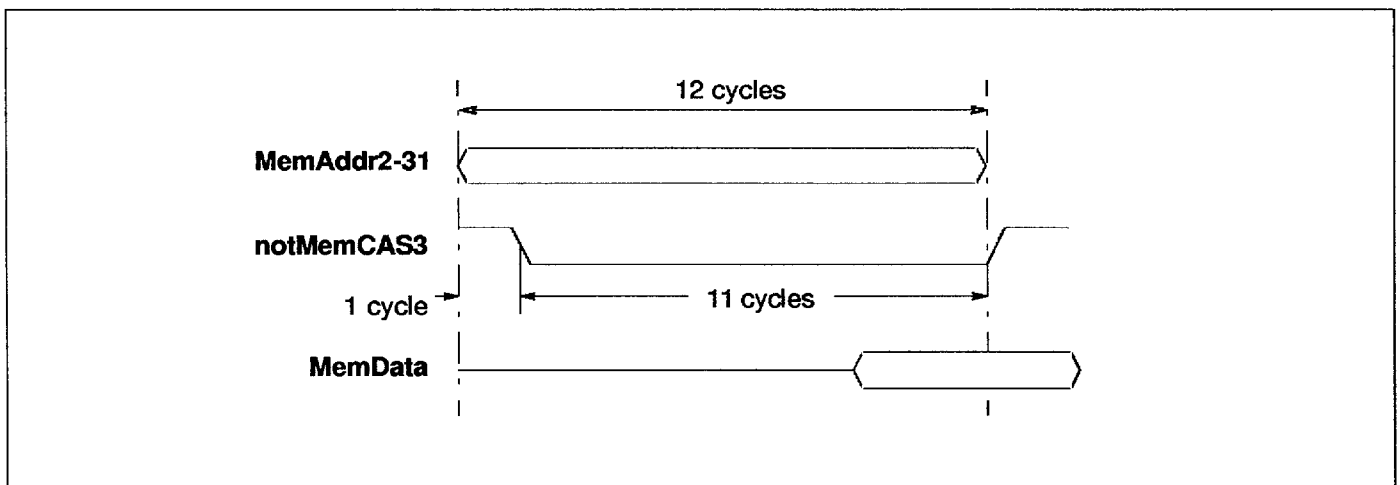 12 cycles
MemAddr2-31
notMemCAS3
1 cycle
11 cycles
MemData